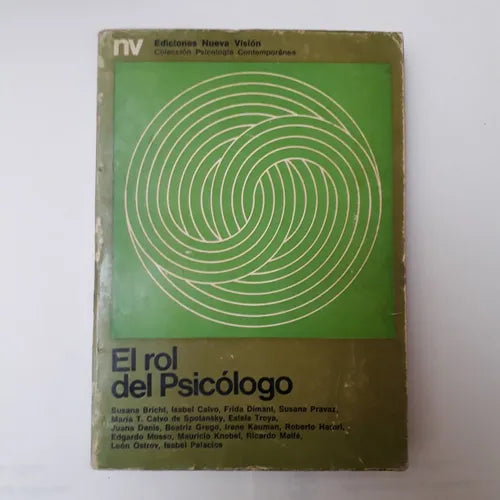 nv
Ediciones Nueva Visión
Colección Psicología Contemporánea
El rol
del Psicólogo
Susana Bricht, Isabel Calvo, Frida Dimant, Susana Pravaz,
María T. Calvo de Spolansky, Estela Troya,
Juana Danis, Beatriz Grego, Irene Kauman, Roberto Harari,
Edgardo Musso, Mauricio Knobel, Ricardo Malfé,
León Ostrov, Isabel Palacios